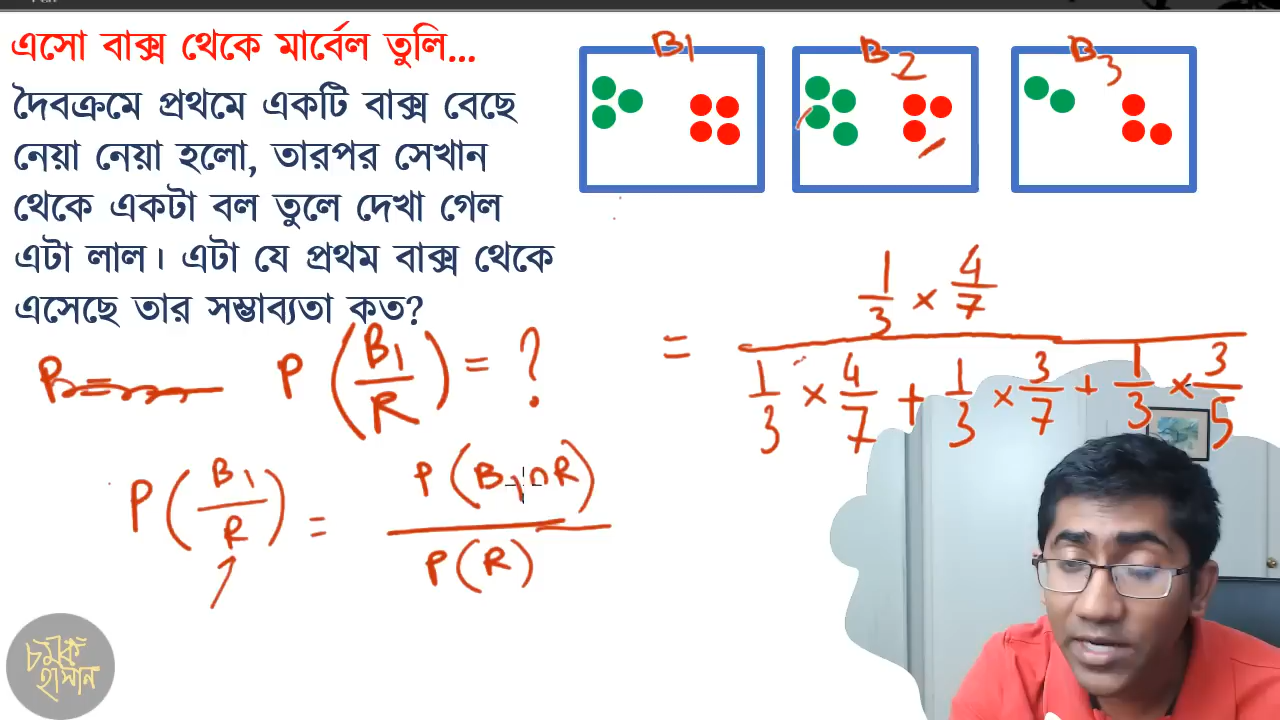 এসো বাক্স থেকে মার্বেল তুলি...
দৈবক্রমে প্রথমে একটি বাক্স বেছে
নেয়া নেয়া হলো, তারপর সেখান
থেকে একটা বল তুলে দেখা গেল
এটা লাল। এটা যে প্রথম বাক্স থেকে
এসেছে তার সম্ভাব্যতা কত?
B1 B2 B3
P(B1/R) = ?
P(B1/R) = P(B1∩R)/P(R)
= (1/3 × 4/7)/(1/3 × 4/7 + 1/3 × 3/7 + 1/3 × 3/5)
চমক
হাসান